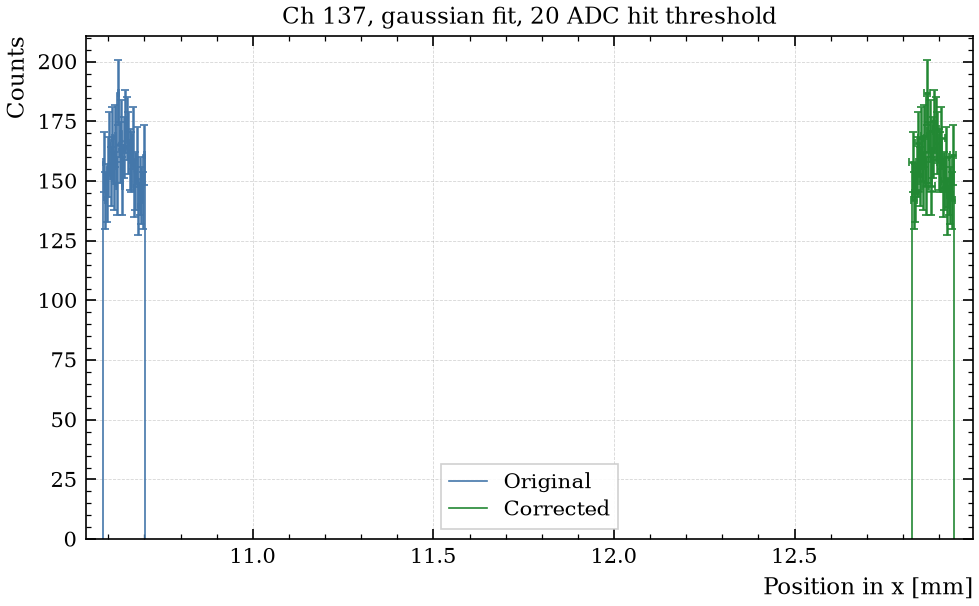 Ch 137, gaussian fit, 20 ADC hit threshold
Counts
200
175
150
125
100
75
50
25
0
Original
Corrected
11.0 11.5 12.0 12.5
Position in x [mm]